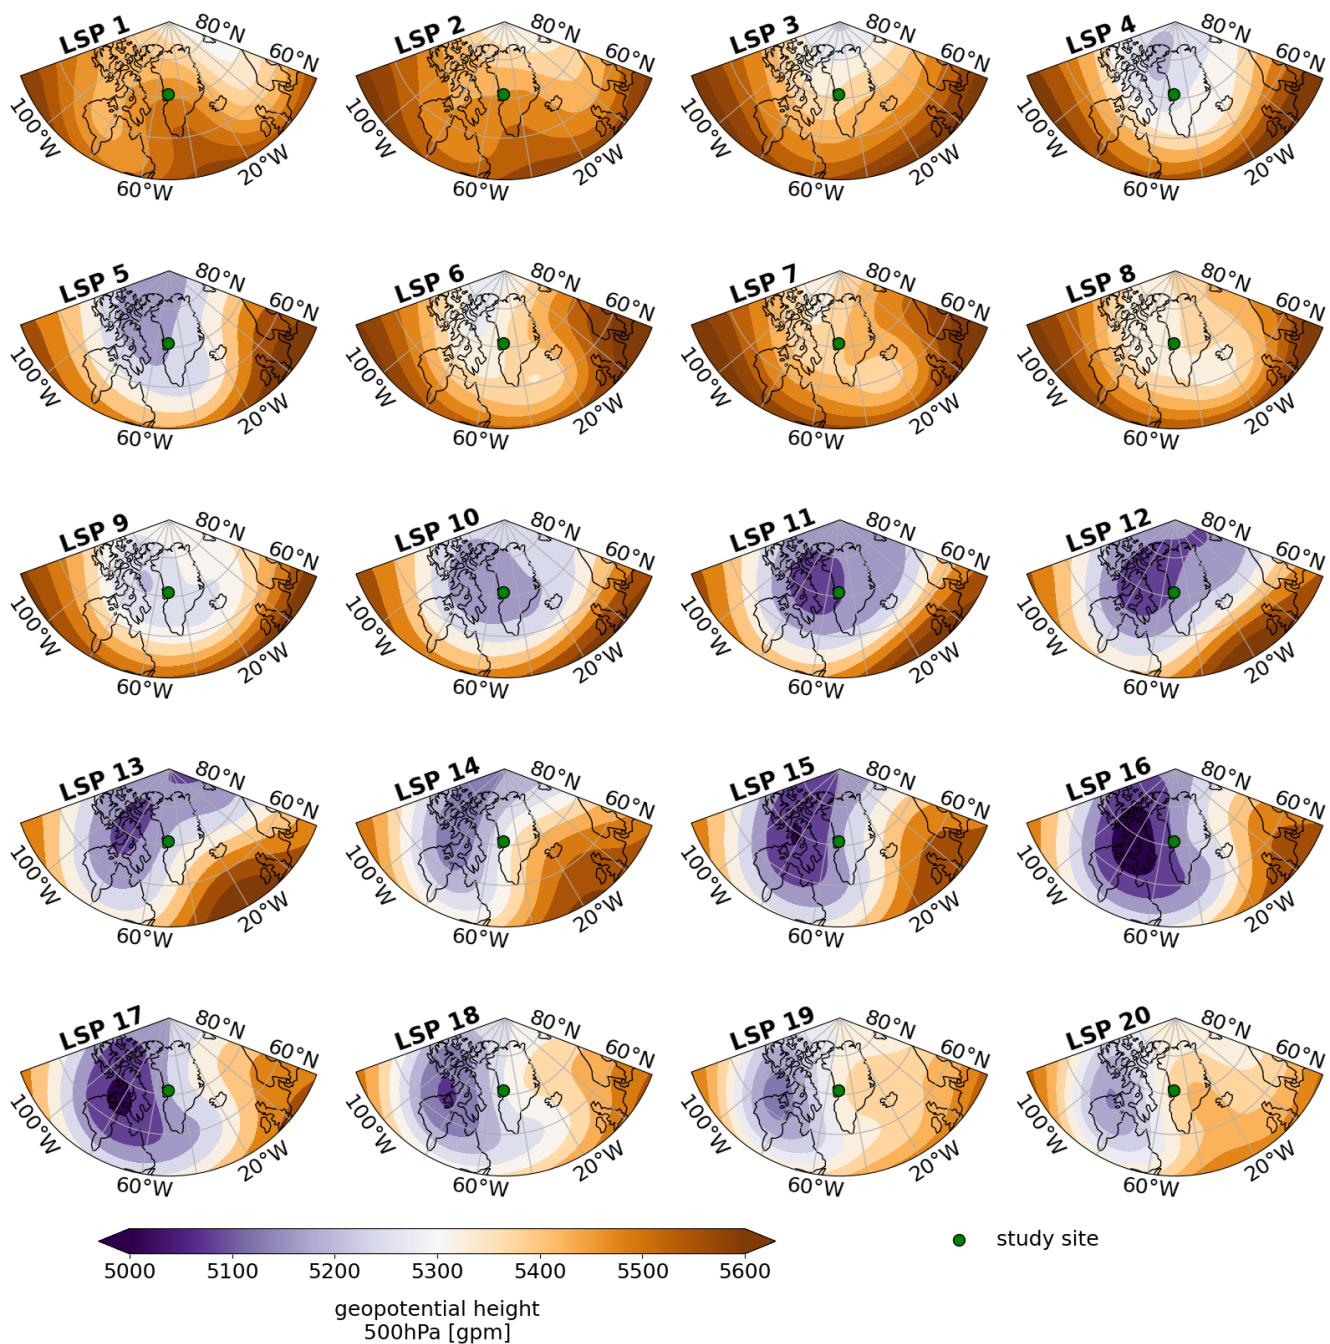 LSP 1 80°N 60°N 100°W 60°W 20°W
LSP 2 80°N 60°N 100°W 60°W 20°W
LSP 3 80°N 60°N 100°W 60°W 20°W
LSP 4 80°N 60°N 100°W 60°W 20°W
LSP 5 80°N 60°N 100°W 60°W 20°W
LSP 6 80°N 60°N 100°W 60°W 20°W
LSP 7 80°N 60°N 100°W 60°W 20°W
LSP 8 80°N 60°N 100°W 60°W 20°W
LSP 9 80°N 60°N 100°W 60°W 20°W
LSP 10 80°N 60°N 100°W 60°W 20°W
LSP 11 80°N 60°N 100°W 60°W 20°W
LSP 12 80°N 60°N 100°W 60°W 20°W
LSP 13 80°N 60°N 100°W 60°W 20°W
LSP 14 80°N 60°N 100°W 60°W 20°W
LSP 15 80°N 60°N 100°W 60°W 20°W
LSP 16 80°N 60°N 100°W 60°W 20°W
LSP 17 80°N 60°N 100°W 60°W 20°W
LSP 18 80°N 60°N 100°W 60°W 20°W
LSP 19 80°N 60°N 100°W 60°W 20°W
LSP 20 80°N 60°N 100°W 60°W 20°W
5000 5100 5200 5300 5400 5500 5600
geopotential height
500hPa [gpm]
study site